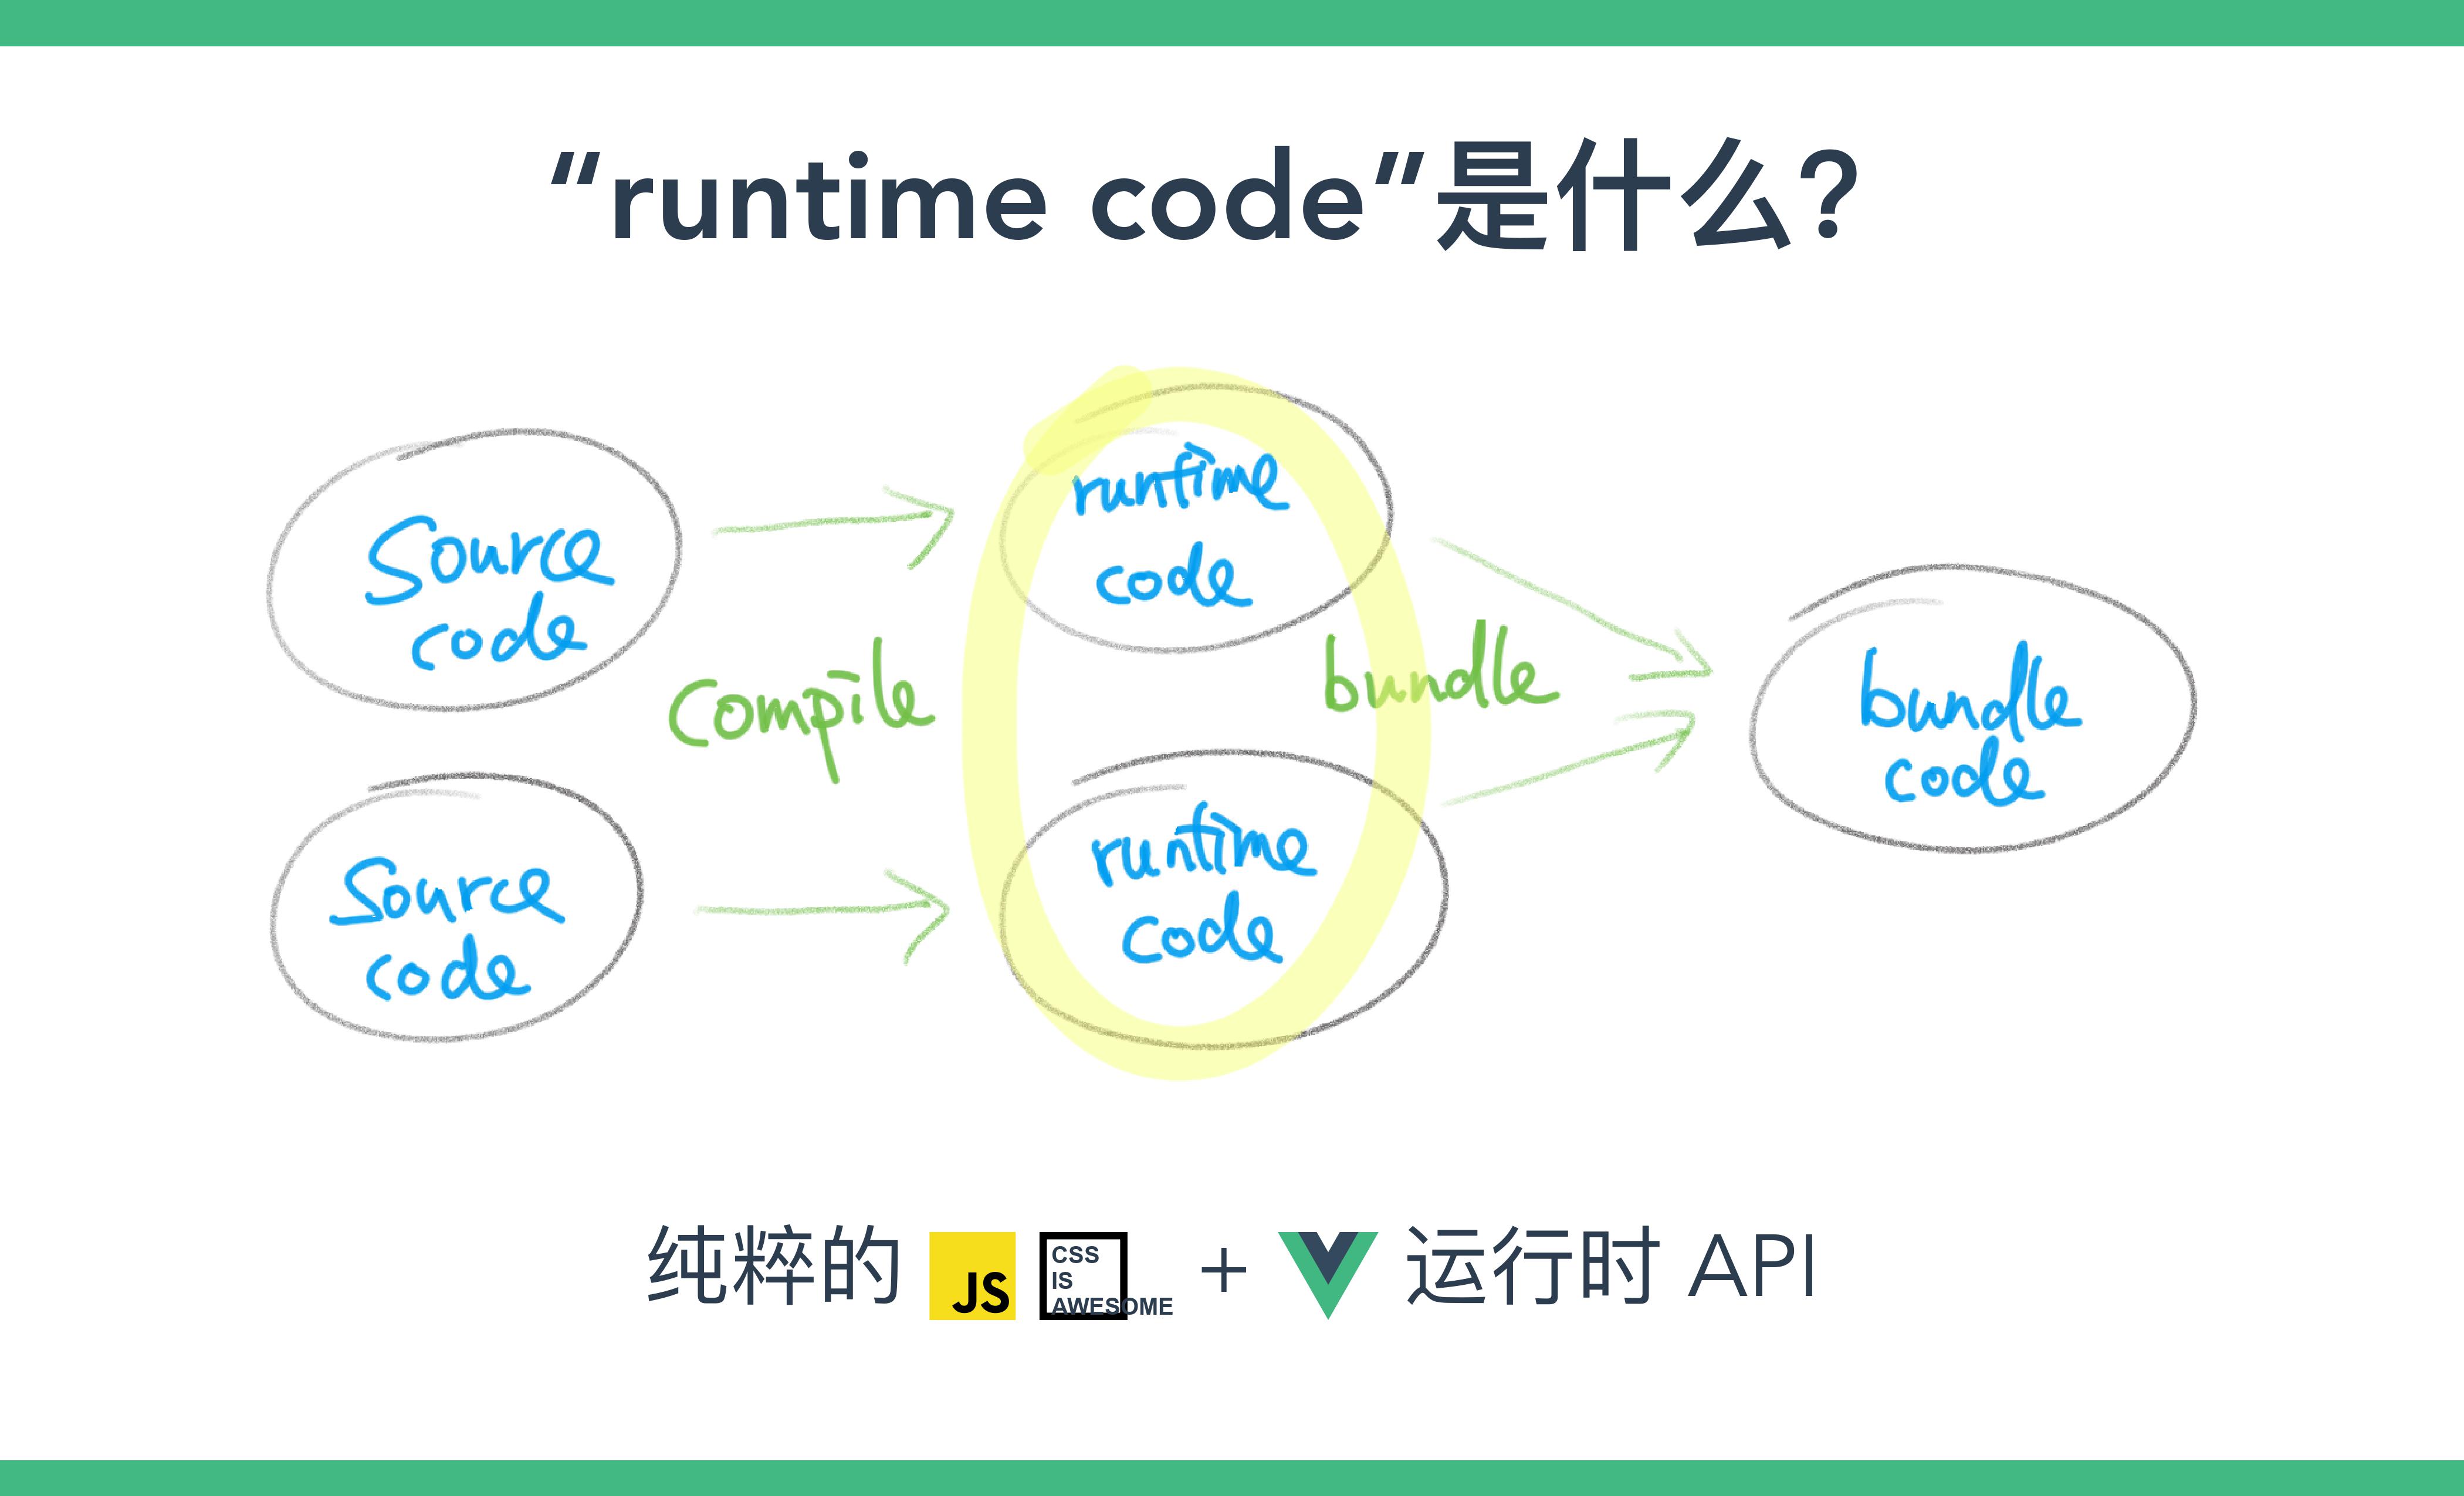 “runtime code”是什么?
Source
code
compile
runtime
code
bundle
bundle
code
Source
code
runtime
code
纯粹的 JS CSS IS AWESOME + 运行时 API